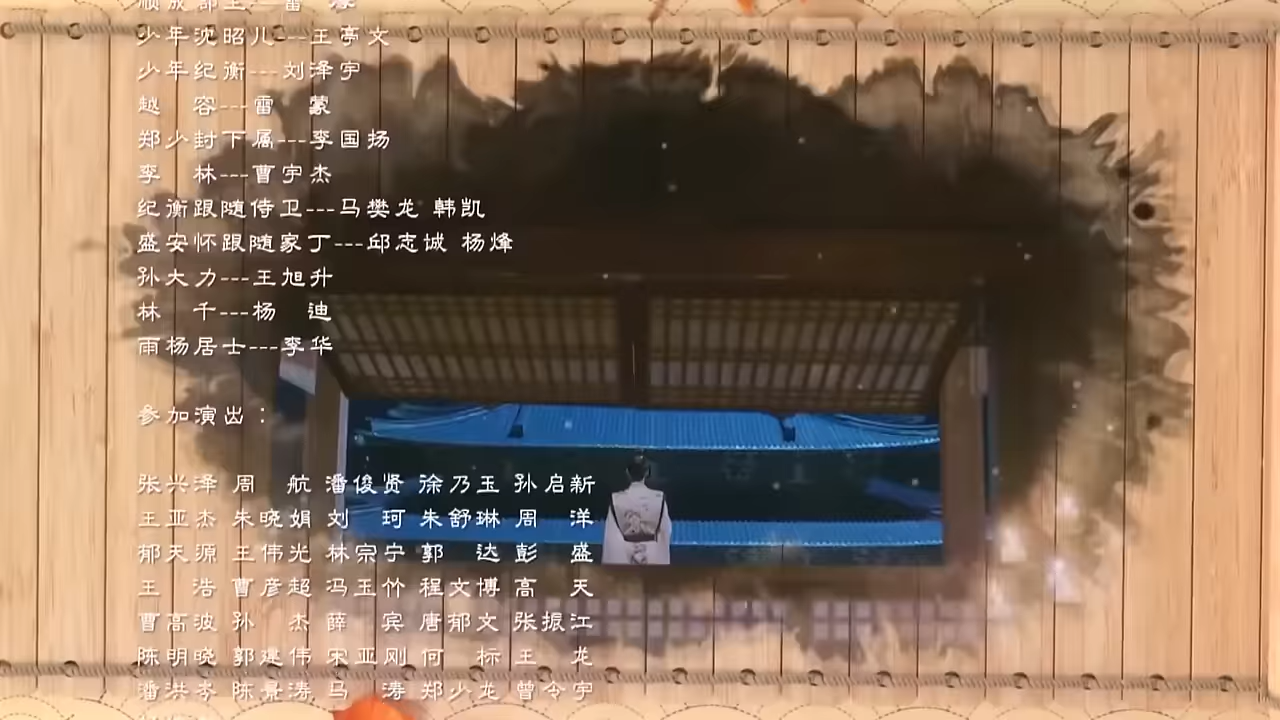 少年沈昭儿---王亭文
少年纪衡---刘泽宇
越　容---雷　蒙
郑少封下属---李国扬
李　林---曹宇杰
纪衡跟随侍卫---马樊龙 韩凯
盛安怀跟随家丁---邱志诚 杨烽
孙大力---王旭升
林　千---杨　迪
雨杨居士---李华
参加演出：
张兴泽 周　航 潘俊贤 徐乃玉 孙启新
王亚杰 朱晓娟 刘　珂 朱舒琳 周　洋
郁天源 王伟光 林宗宁 郭　达 彭　盛
王　浩 曹彦超 冯玉竹 程文博 高　天
曹高波 孙　杰 薛　宾 唐郁文 张振江
陈明晓 郭建伟 宋亚刚 何　标 王　龙
潘洪岑 陈景涛 马　涛 郑少龙 曾令宇